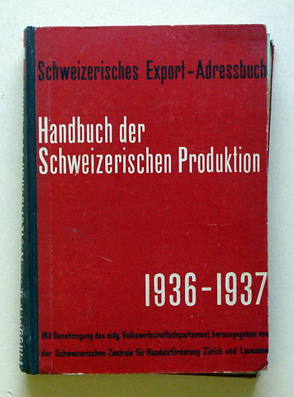 Schweizerisches Export-Adressbuch
Handbuch der
Schweizerischen Produktion
1936-1937
Mit Genehmigung des eidg. Volkswirtschaftsdepartement, herausgegeben von
der Schweizerischen Zentrale für Handelsförderung Zürich und Lausanne